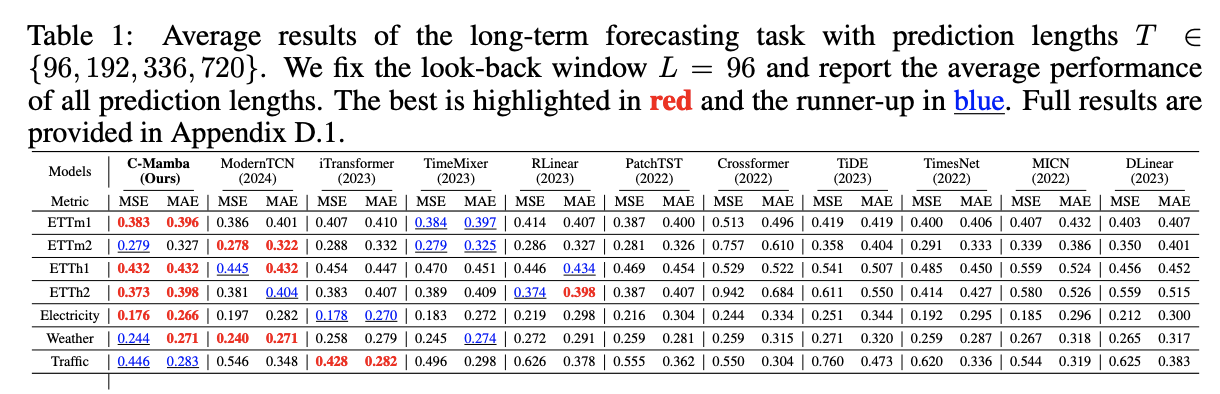 Table 1: Average results of the long-term forecasting task with prediction lengths T ∈
{96, 192, 336, 720}. We fix the look-back window L = 96 and report the average performance
of all prediction lengths. The best is highlighted in red and the runner-up in blue. Full results are
provided in Appendix D.1.
Models C-Mamba (Ours) ModernTCN (2024) iTransformer (2023) TimeMixer (2023) RLinear (2023) PatchTST (2022) Crossformer (2022) TiDE (2023) TimesNet (2022) MICN (2022) DLinear (2023)
Metric MSE MAE MSE MAE MSE MAE MSE MAE MSE MAE MSE MAE MSE MAE MSE MAE MSE MAE MSE MAE MSE MAE
ETTm1 0.383 0.396 0.386 0.401 0.407 0.410 0.384 0.397 0.414 0.407 0.387 0.400 0.513 0.496 0.419 0.419 0.400 0.406 0.407 0.432 0.403 0.407
ETTm2 0.279 0.327 0.278 0.322 0.288 0.332 0.279 0.325 0.286 0.327 0.281 0.326 0.757 0.610 0.358 0.404 0.291 0.333 0.339 0.386 0.350 0.401
ETTh1 0.432 0.432 0.445 0.432 0.454 0.447 0.470 0.451 0.446 0.434 0.469 0.454 0.529 0.522 0.541 0.507 0.485 0.450 0.559 0.524 0.456 0.452
ETTh2 0.373 0.398 0.381 0.404 0.383 0.407 0.389 0.409 0.374 0.398 0.387 0.407 0.942 0.684 0.611 0.550 0.414 0.427 0.580 0.526 0.559 0.515
Electricity 0.176 0.266 0.197 0.282 0.178 0.270 0.183 0.272 0.219 0.298 0.216 0.304 0.244 0.334 0.251 0.344 0.192 0.295 0.185 0.296 0.212 0.300
Weather 0.244 0.271 0.240 0.271 0.258 0.279 0.245 0.274 0.272 0.291 0.259 0.281 0.259 0.315 0.271 0.320 0.259 0.287 0.267 0.318 0.265 0.317
Traffic 0.446 0.283 0.546 0.348 0.428 0.282 0.496 0.298 0.626 0.378 0.555 0.362 0.550 0.304 0.760 0.473 0.620 0.336 0.544 0.319 0.625 0.383